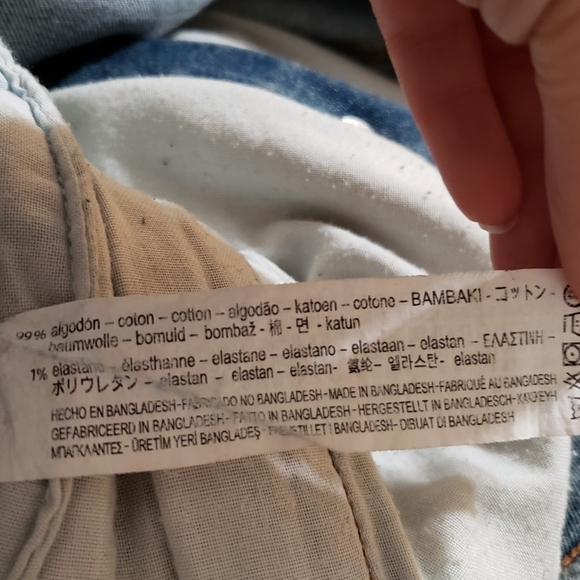 99% algodón - coton - cotton - algodão - katoen - cotone - BAMBAKI - コットン -
baumwolle - bomuld - bombaž - 棉 - 면 - katun
1% elastano - élasthanne - elastane - elastano - elastaan - elastan - ΕΛΑΣΤΙΝΗ -
ポリウレタン - elastan - elastan - elastan - 氨纶 - 엘라스탄 - elastan
HECHO EN BANGLADESH - FABRICADO NO BANGLADESH - MADE IN BANGLADESH - FABRIQUÉ AU BANGLADESH
GEFABRICEERD IN BANGLADESH - FATTO IN BANGLADESH - HERGESTELLT IN BANGLADESCH -
ΜΠΑΓΚΛΑΝΤΕΣ - ÜRETİM YERİ BANGLADEŞ - BANGLADESH - DIBUAT DI BANGLADESH